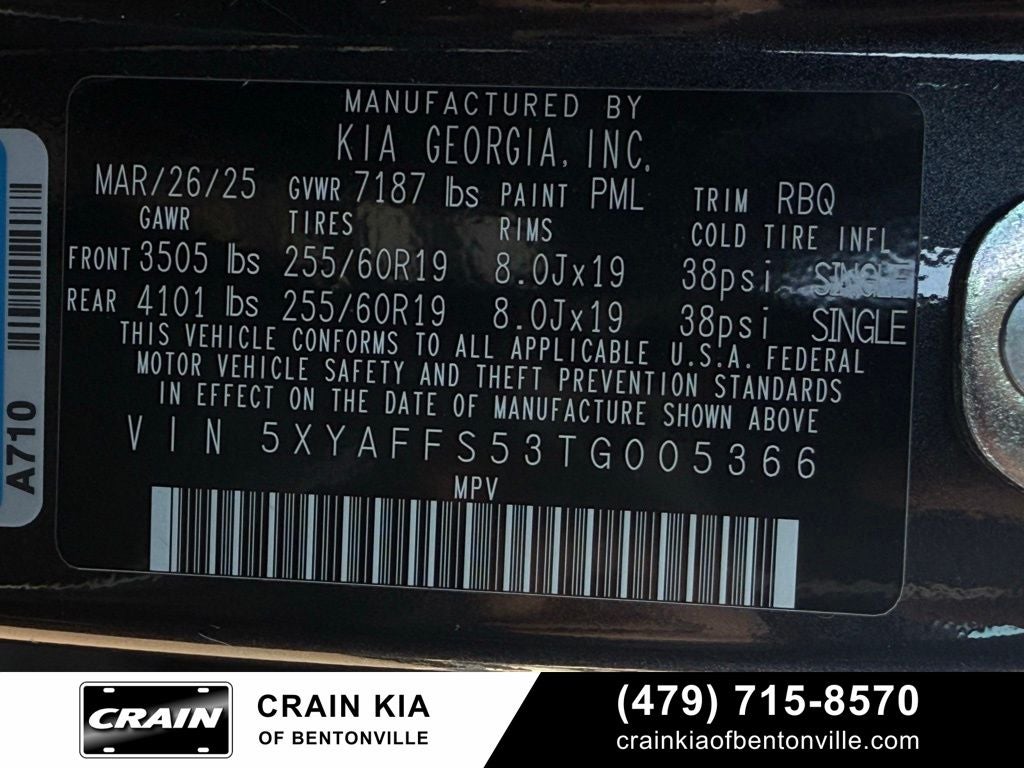 MANUFACTURED BY
KIA GEORGIA, INC.
MAR/26/25 GVWR 7187 lbs PAINT PML TRIM RBQ
GAWR TIRES RIMS COLD TIRE INFL
FRONT 3505 lbs 255/60R19 8.0Jx19 38psi SINGLE
REAR 4101 lbs 255/60R19 8.0Jx19 38psi SINGLE
THIS VEHICLE CONFORMS TO ALL APPLICABLE U.S.A. FEDERAL
MOTOR VEHICLE SAFETY AND THEFT PREVENTION STANDARDS
IN EFFECT ON THE DATE OF MANUFACTURE SHOWN ABOVE
VIN 5XYAFFS53TG005366
MPV
A710
CRAIN
CRAIN KIA
OF BENTONVILLE
(479) 715-8570
crainkiaofbentonville.com